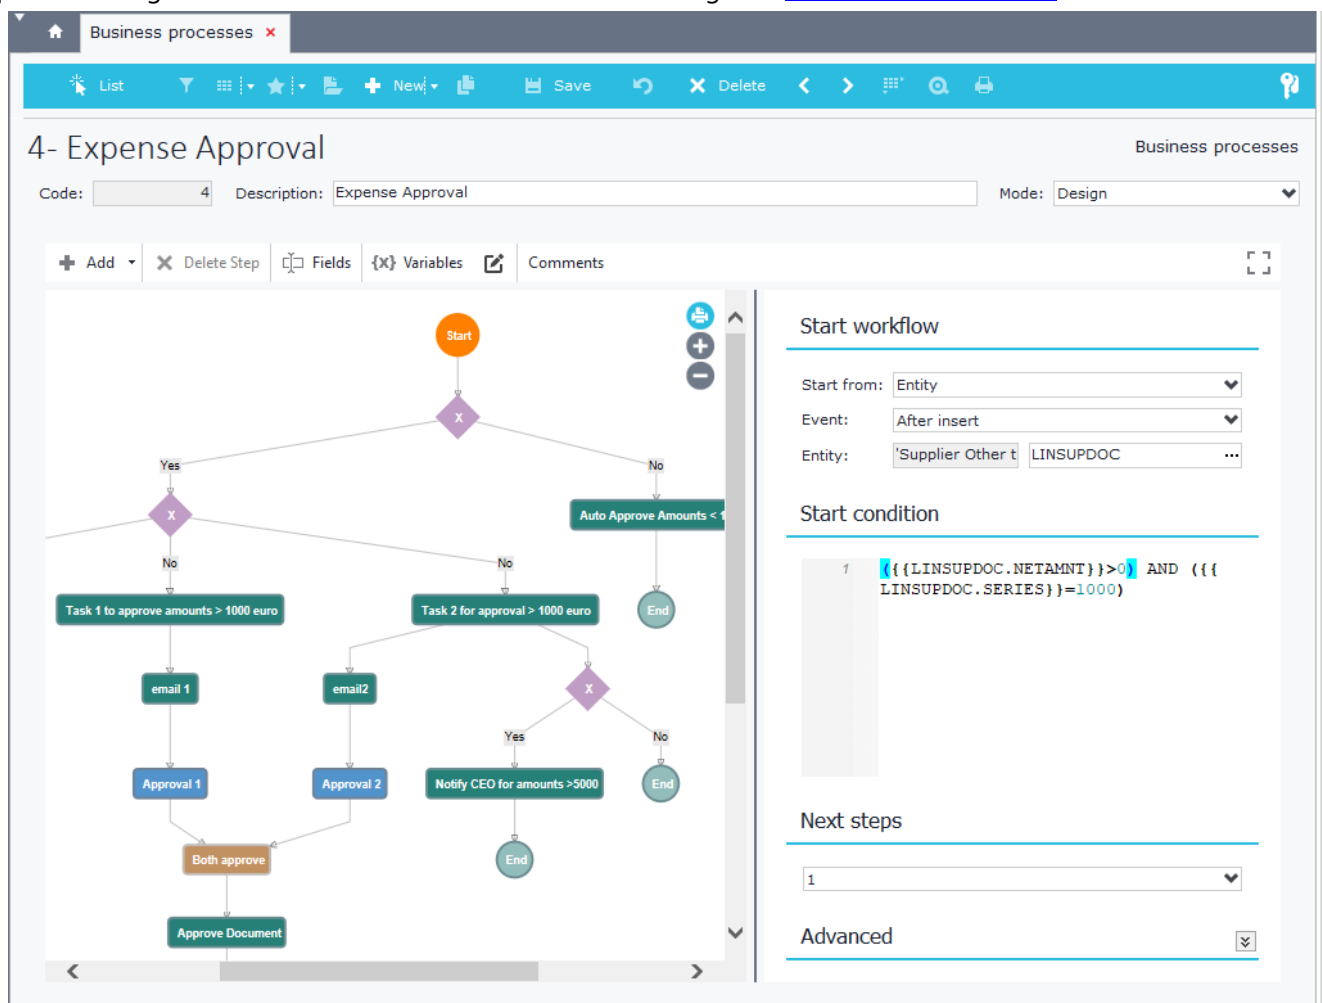 Business processes ×
List New Save Delete
4- Expense Approval
Business processes
Code: 4 Description: Expense Approval Mode: Design
Add Delete Step Fields {x} Variables Comments
Start
X
Yes No
X
Auto Approve Amounts < 1
No No
Task 1 to approve amounts > 1000 euro
Task 2 for approval > 1000 euro
End
email 1
email2
X
Yes No
Approval 1
Approval 2
Notify CEO for amounts >5000
End
Both approve
End
Approve Document
Start workflow
Start from: Entity
Event: After insert
Entity: 'Supplier Other t LINSUPDOC ...
Start condition
1 ({{LINSUPDOC.NETAMNT}}>0) AND ({{
LINSUPDOC.SERIES}}=1000)
Next steps
1
Advanced